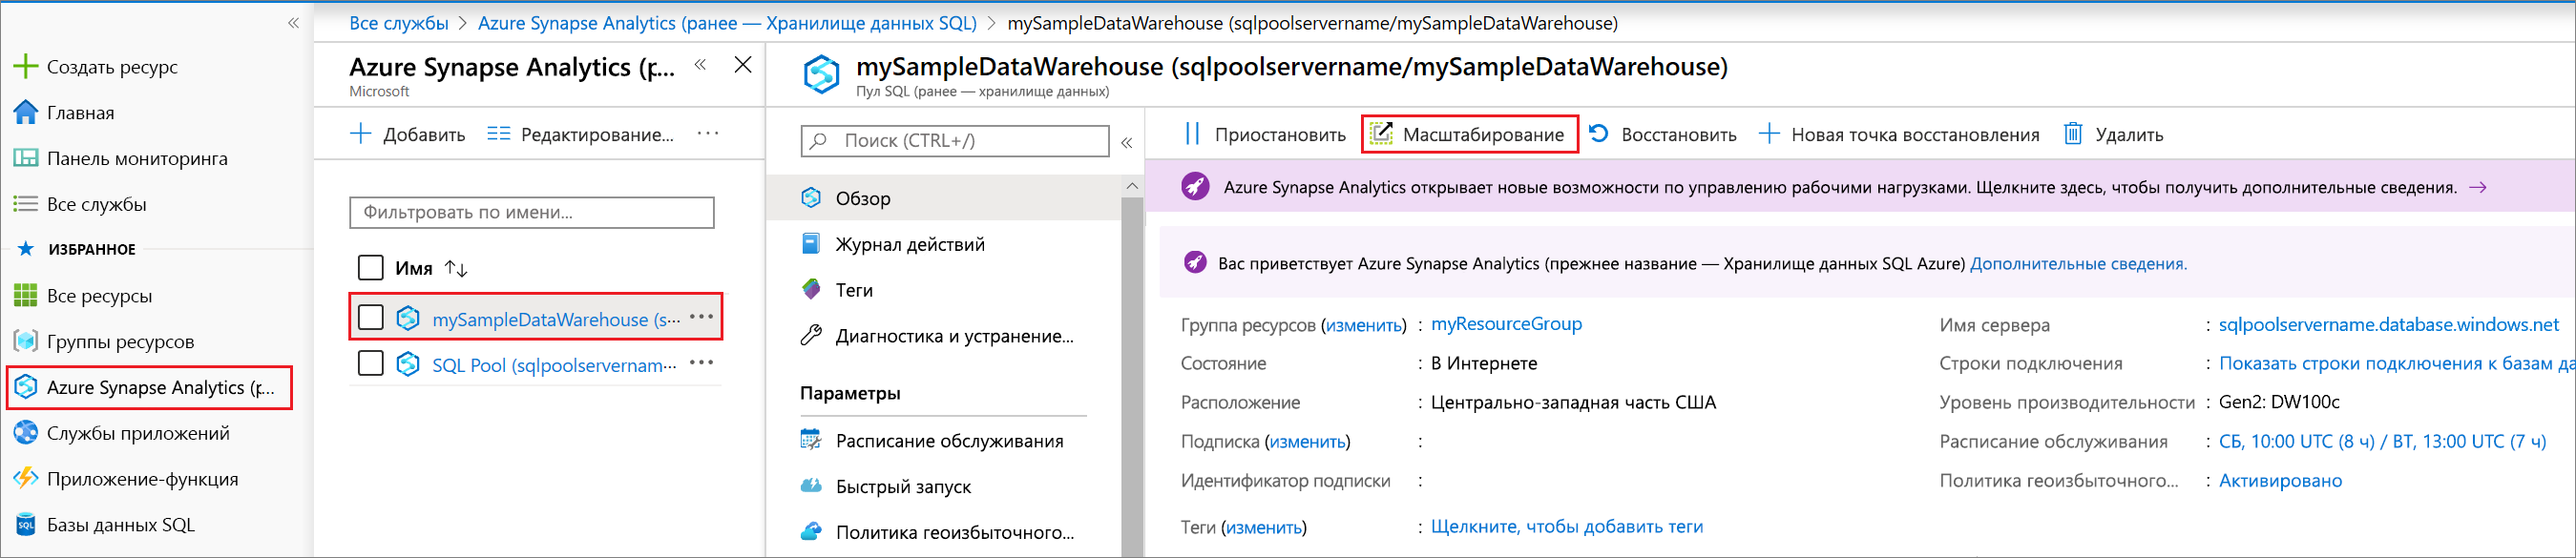 Все службы > Azure Synapse Analytics (ранее — Хранилище данных SQL) > mySampleDataWarehouse (sqlpoolservername/mySampleDataWarehouse)
Создать ресурс
Главная
Панель мониторинга
Все службы
ИЗБРАННОЕ
Все ресурсы
Группы ресурсов
Azure Synapse Analytics (р...
Службы приложений
Приложение-функция
Базы данных SQL
Azure Synapse Analytics (р...
Microsoft
Добавить Редактирование... ...
Фильтровать по имени...
Имя
mySampleDataWarehouse (s... ...
SQL Pool (sqlpoolservernam... ...
mySampleDataWarehouse (sqlpoolservername/mySampleDataWarehouse)
Пул SQL (ранее — хранилище данных)
Поиск (CTRL+/)
Обзор
Журнал действий
Теги
Диагностика и устранение...
Параметры
Расписание обслуживания
Быстрый запуск
Политика геоизбыточного...
Приостановить Масштабирование Восстановить Новая точка восстановления Удалить
Azure Synapse Analytics открывает новые возможности по управлению рабочими нагрузками. Щелкните здесь, чтобы получить дополнительные сведения. →
Вас приветствует Azure Synapse Analytics (прежнее название — Хранилище данных SQL Azure) Дополнительные сведения.
Группа ресурсов (изменить) : myResourceGroup
Состояние : В Интернете
Расположение : Центрально-западная часть США
Подписка (изменить) :
Идентификатор подписки :
Теги (изменить) : Щелкните, чтобы добавить теги
Имя сервера : sqlpoolservername.database.windows.net
Строки подключения : Показать строки подключения к базам да
Уровень производительности : Gen2: DW100c
Расписание обслуживания : СБ, 10:00 UTC (8 ч) / ВТ, 13:00 UTC (7 ч)
Политика геоизбыточного... : Активировано